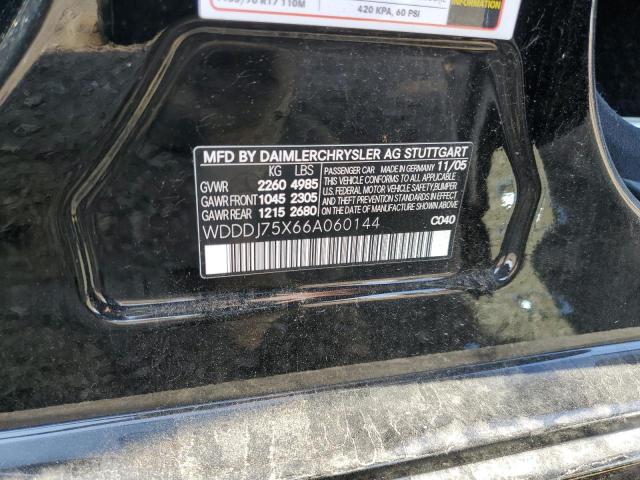 420 KPA, 60 PSI
INFORMATION
MFD BY DAIMLERCHRYSLER AG STUTTGART
KG LBS
GVWR 2260 4985
GAWR FRONT 1045 2305
GAWR REAR 1215 2680
PASSENGER CAR MADE IN GERMANY 11/05
THIS VEHICLE CONFORMS TO ALL APPLICABLE
U.S. FEDERAL MOTOR VEHICLE SAFETY, BUMPER
AND THEFT PREVENTION STANDARDS IN EFFECT
ON THE DATE OF MANUFACTURE SHOWN ABOVE.
C040
WDDDJ75X66A060144